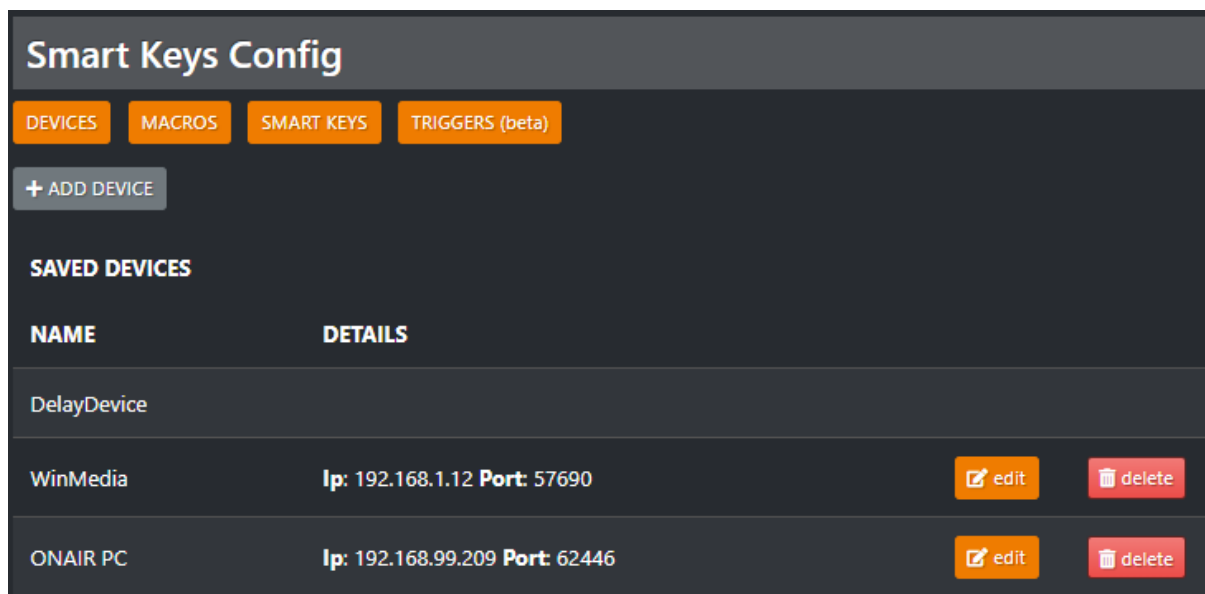 Smart Keys Config
DEVICES MACROS SMART KEYS TRIGGERS (beta)
+ ADD DEVICE
SAVED DEVICES
NAME DETAILS
DelayDevice
WinMedia Ip: 192.168.1.12 Port: 57690 edit delete
ONAIR PC Ip: 192.168.99.209 Port: 62446 edit delete